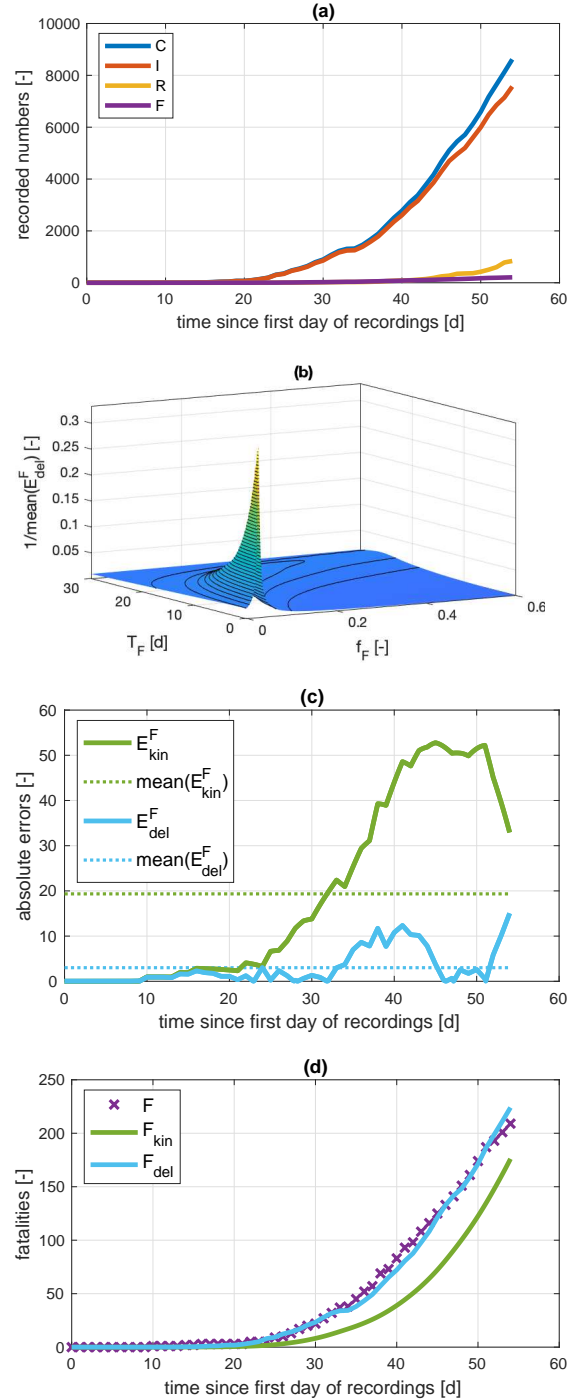 (a)
10000
8000
6000
4000
2000
0
recorded numbers [-]
C
I
R
F
0 10 20 30 40 50 60
time since first day of recordings [d]
(b)
0.3
0.25
0.2
0.15
0.1
0.05
1/mean(E^F_del) [-]
30 20 10 0
T_F [d]
0 0.2 0.4 0.6
f_F [-]
(c)
60
50
40
30
20
10
0
absolute errors [-]
E^F_kin
mean(E^F_kin)
E^F_del
mean(E^F_del)
0 10 20 30 40 50 60
time since first day of recordings [d]
(d)
250
200
150
100
50
0
fatalities [-]
F
F_kin
F_del
0 10 20 30 40 50 60
time since first day of recordings [d]